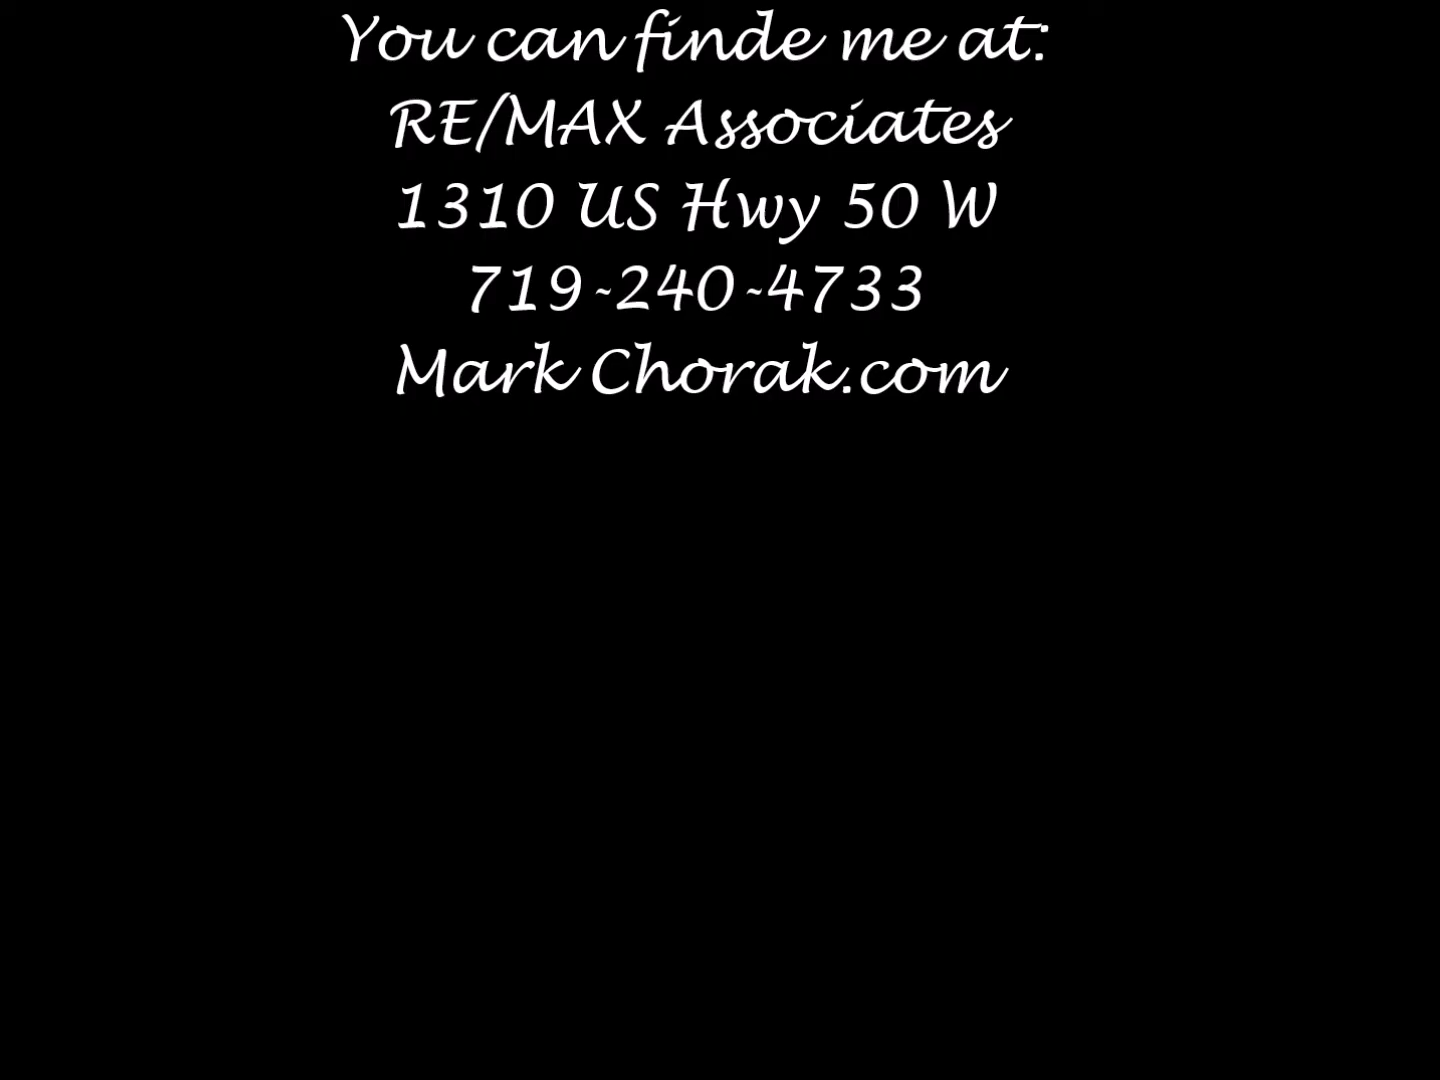 You can finde me at:
RE/MAX Associates
1310 US Hwy 50 W
719-240-4733
Mark Chorak.com